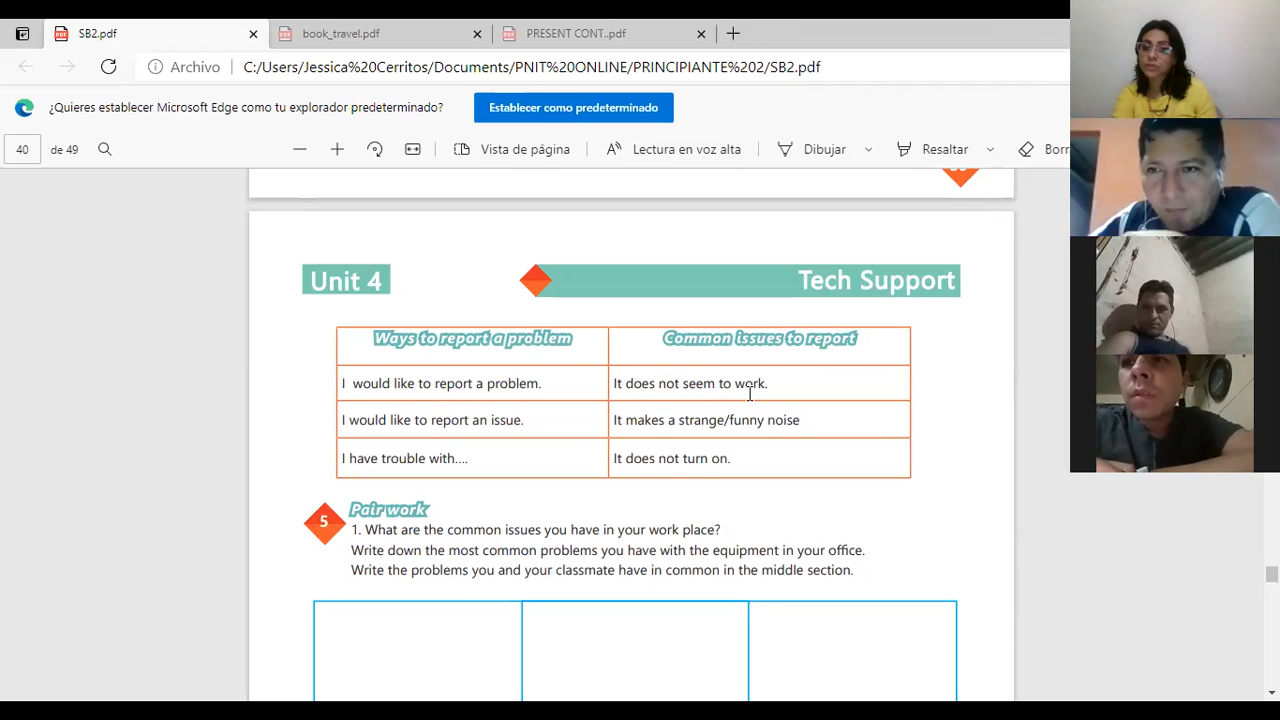 SB2.pdf
book_travel.pdf
PRESENT CONT..pdf
Archivo
C:/Users/Jessica%20Cerritos/Documents/PNIT%20ONLINE/PRINCIPIANTE%202/SB2.pdf
¿Quieres establecer Microsoft Edge como tu explorador predeterminado?
Establecer como predeterminado
40
de 49
Vista de página
Lectura en voz alta
Dibujar
Resaltar
Borr
Unit 4
Tech Support
Ways to report a problem
Common issues to report
I would like to report a problem.
It does not seem to work.
I would like to report an issue.
It makes a strange/funny noise
I have trouble with....
It does not turn on.
5
Pair work
1. What are the common issues you have in your work place?
Write down the most common problems you have with the equipment in your office.
Write the problems you and your classmate have in common in the middle section.